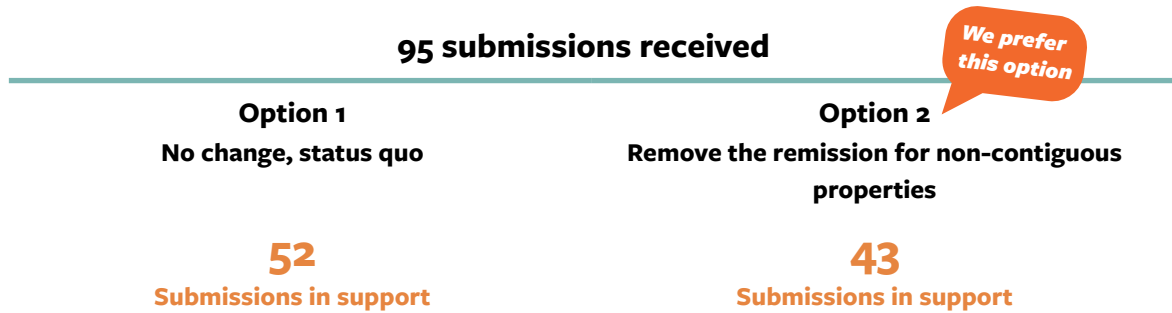 95 submissions received
We prefer
this option
Option 1
No change, status quo
52
Submissions in support
Option 2
Remove the remission for non-contiguous
properties
43
Submissions in support